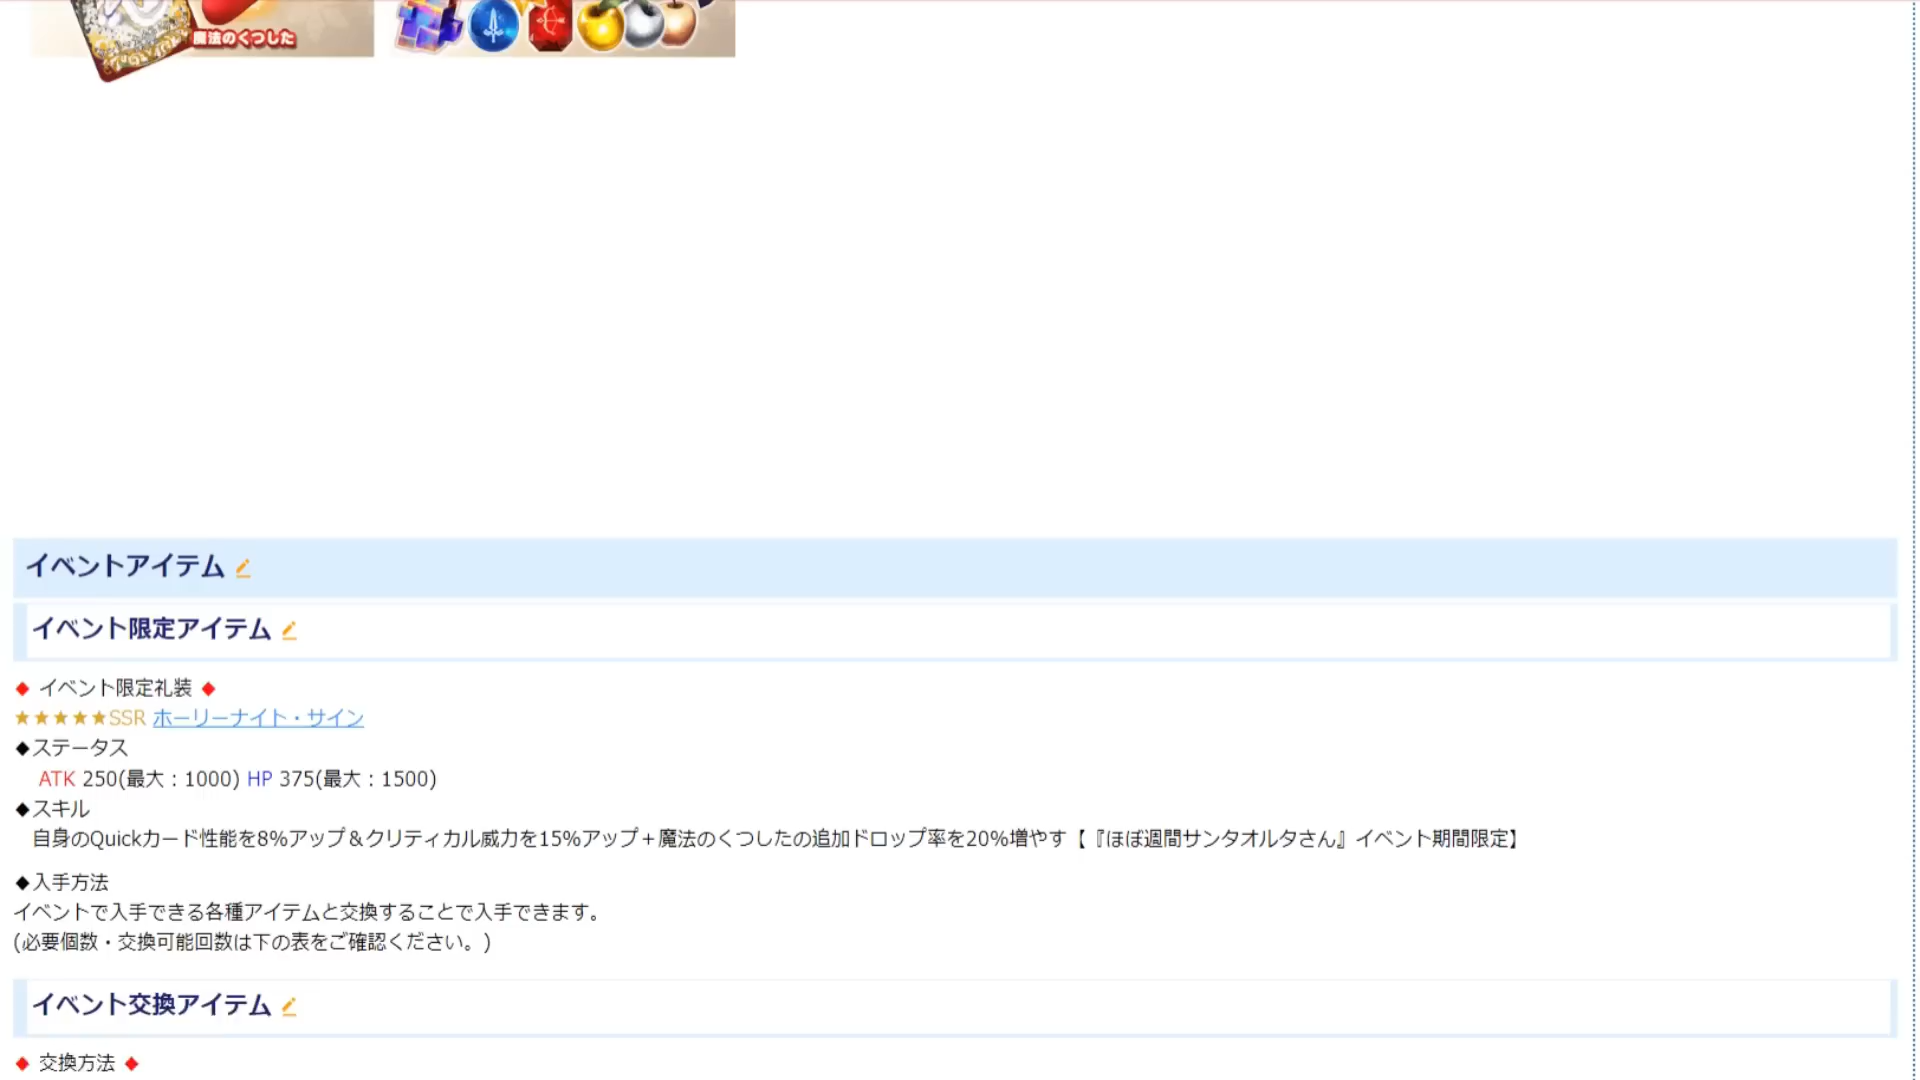 魔法のくつした
イベントアイテム
イベント限定アイテム
◆ イベント限定礼装 ◆
★★★★★SSR ホーリーナイト・サイン
◆ステータス
ATK 250(最大：1000) HP 375(最大：1500)
◆スキル
自身のQuickカード性能を8%アップ＆クリティカル威力を15%アップ＋魔法のくつしたの追加ドロップ率を20%増やす【『ほぼ週間サンタオルタさん』イベント期間限定】
◆入手方法
イベントで入手できる各種アイテムと交換することで入手できます。
(必要個数・交換可能回数は下の表をご確認ください。)
イベント交換アイテム
◆ 交換方法 ◆